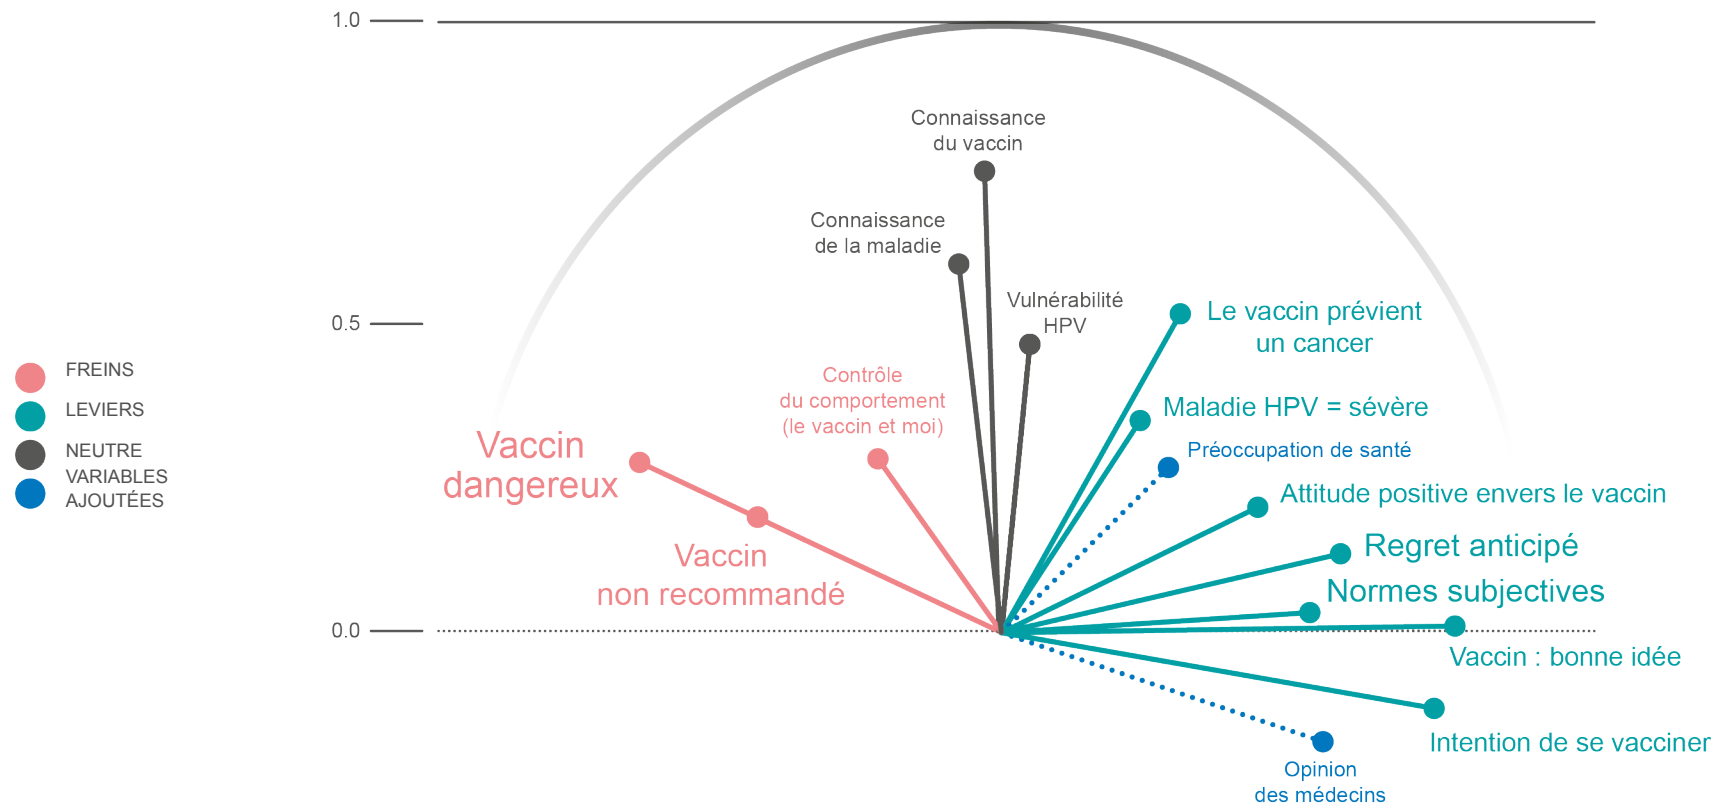 1.0
Connaissance
du vaccin
Connaissance
de la maladie
Vulnérabilité
HPV
Le vaccin prévient
un cancer
0.5
FREINS
LEVIERS
NEUTRE
VARIABLES
AJOUTÉES
Contrôle
du comportement
(le vaccin et moi)
Maladie HPV = sévère
Vaccin
dangereux
Préoccupation de santé
Attitude positive envers le vaccin
Vaccin
non recommandé
Regret anticipé
Normes subjectives
0.0
Vaccin : bonne idée
Intention de se vacciner
Opinion
des médecins